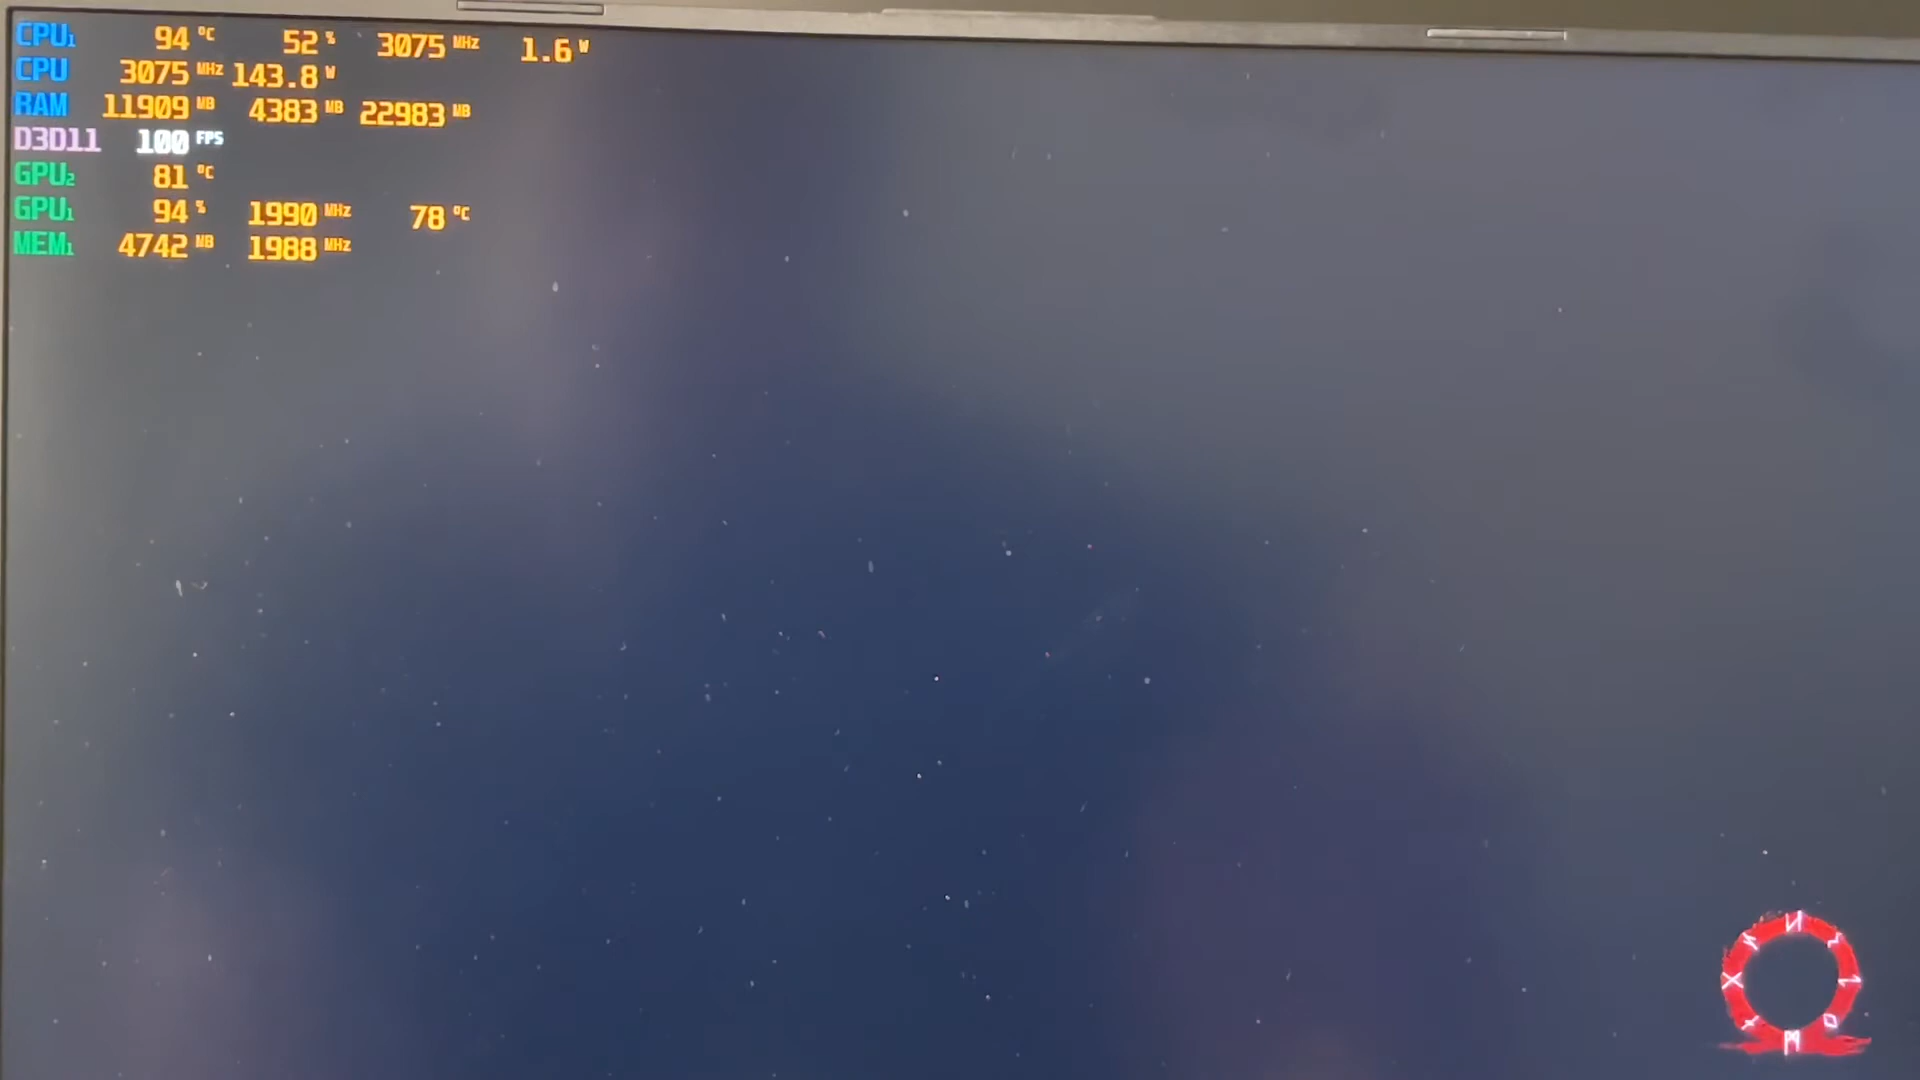 CPU1 94 °C 52 % 3075 MHz 1.6 W
CPU 3075 MHz 143.8 W
RAM 11909 MB 4383 MB 22983 MB
D3D11 100 FPS
GPU2 81 °C
GPU1 94 % 1990 MHz 78 °C
MEM1 4742 MB 1988 MHz